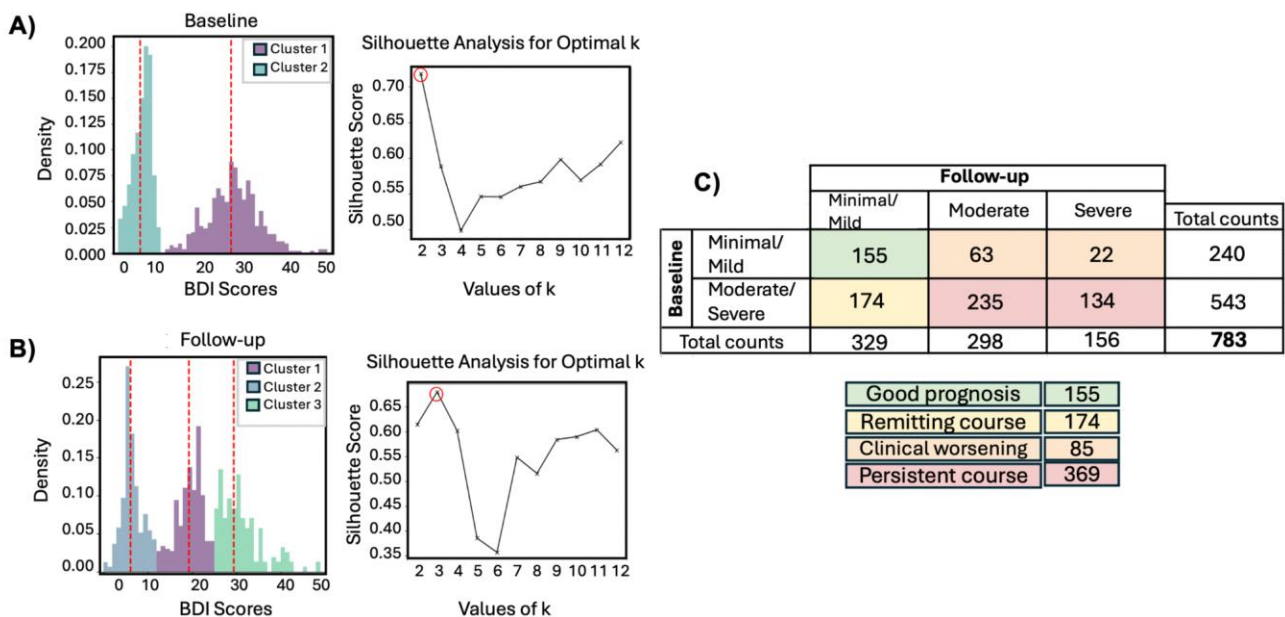 A)
Baseline
Cluster 1
Cluster 2
0.200
0.175
0.150
0.125
0.100
0.075
0.050
0.025
0.000
Density
0 10 20 30 40 50
BDI Scores
Silhouette Analysis for Optimal k
0.70
0.65
0.60
0.55
0.50
Silhouette Score
2 3 4 5 6 7 8 9 10 11 12
Values of k
B)
Follow-up
Cluster 1
Cluster 2
Cluster 3
0.25
0.20
0.15
0.10
0.05
0.00
Density
0 10 20 30 40 50
BDI Scores
Silhouette Analysis for Optimal k
0.65
0.60
0.55
0.50
0.45
0.40
0.35
Silhouette Score
2 3 4 5 6 7 8 9 10 11 12
Values of k
C)
Follow-up
Minimal/
Mild
Moderate
Severe
Total counts
Baseline
Minimal/
Mild
155 63 22 240
Moderate/
Severe
174 235 134 543
Total counts 329 298 156 783
Good prognosis 155
Remitting course 174
Clinical worsening 85
Persistent course 369